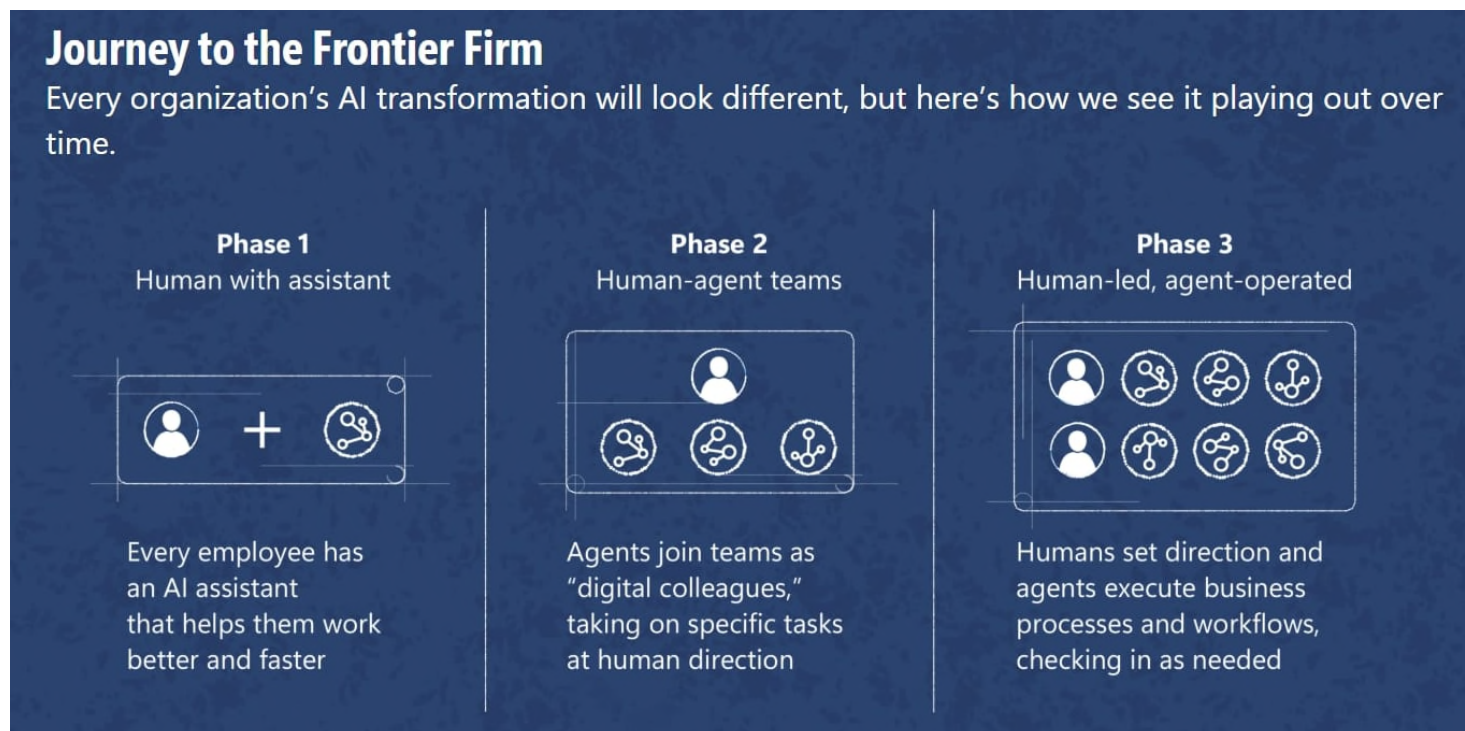 Journey to the Frontier Firm
Every organization’s AI transformation will look different, but here’s how we see it playing out over
time.
Phase 1
Human with assistant
Every employee has
an AI assistant
that helps them work
better and faster
Phase 2
Human-agent teams
Agents join teams as
“digital colleagues,”
taking on specific tasks
at human direction
Phase 3
Human-led, agent-operated
Humans set direction and
agents execute business
processes and workflows,
checking in as needed